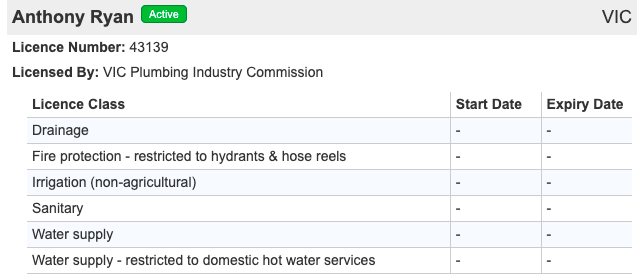 Anthony Ryan Active VIC
Licence Number: 43139
Licensed By: VIC Plumbing Industry Commission
Licence Class Start Date Expiry Date
Drainage - -
Fire protection - restricted to hydrants & hose reels - -
Irrigation (non-agricultural) - -
Sanitary - -
Water supply - -
Water supply - restricted to domestic hot water services - -